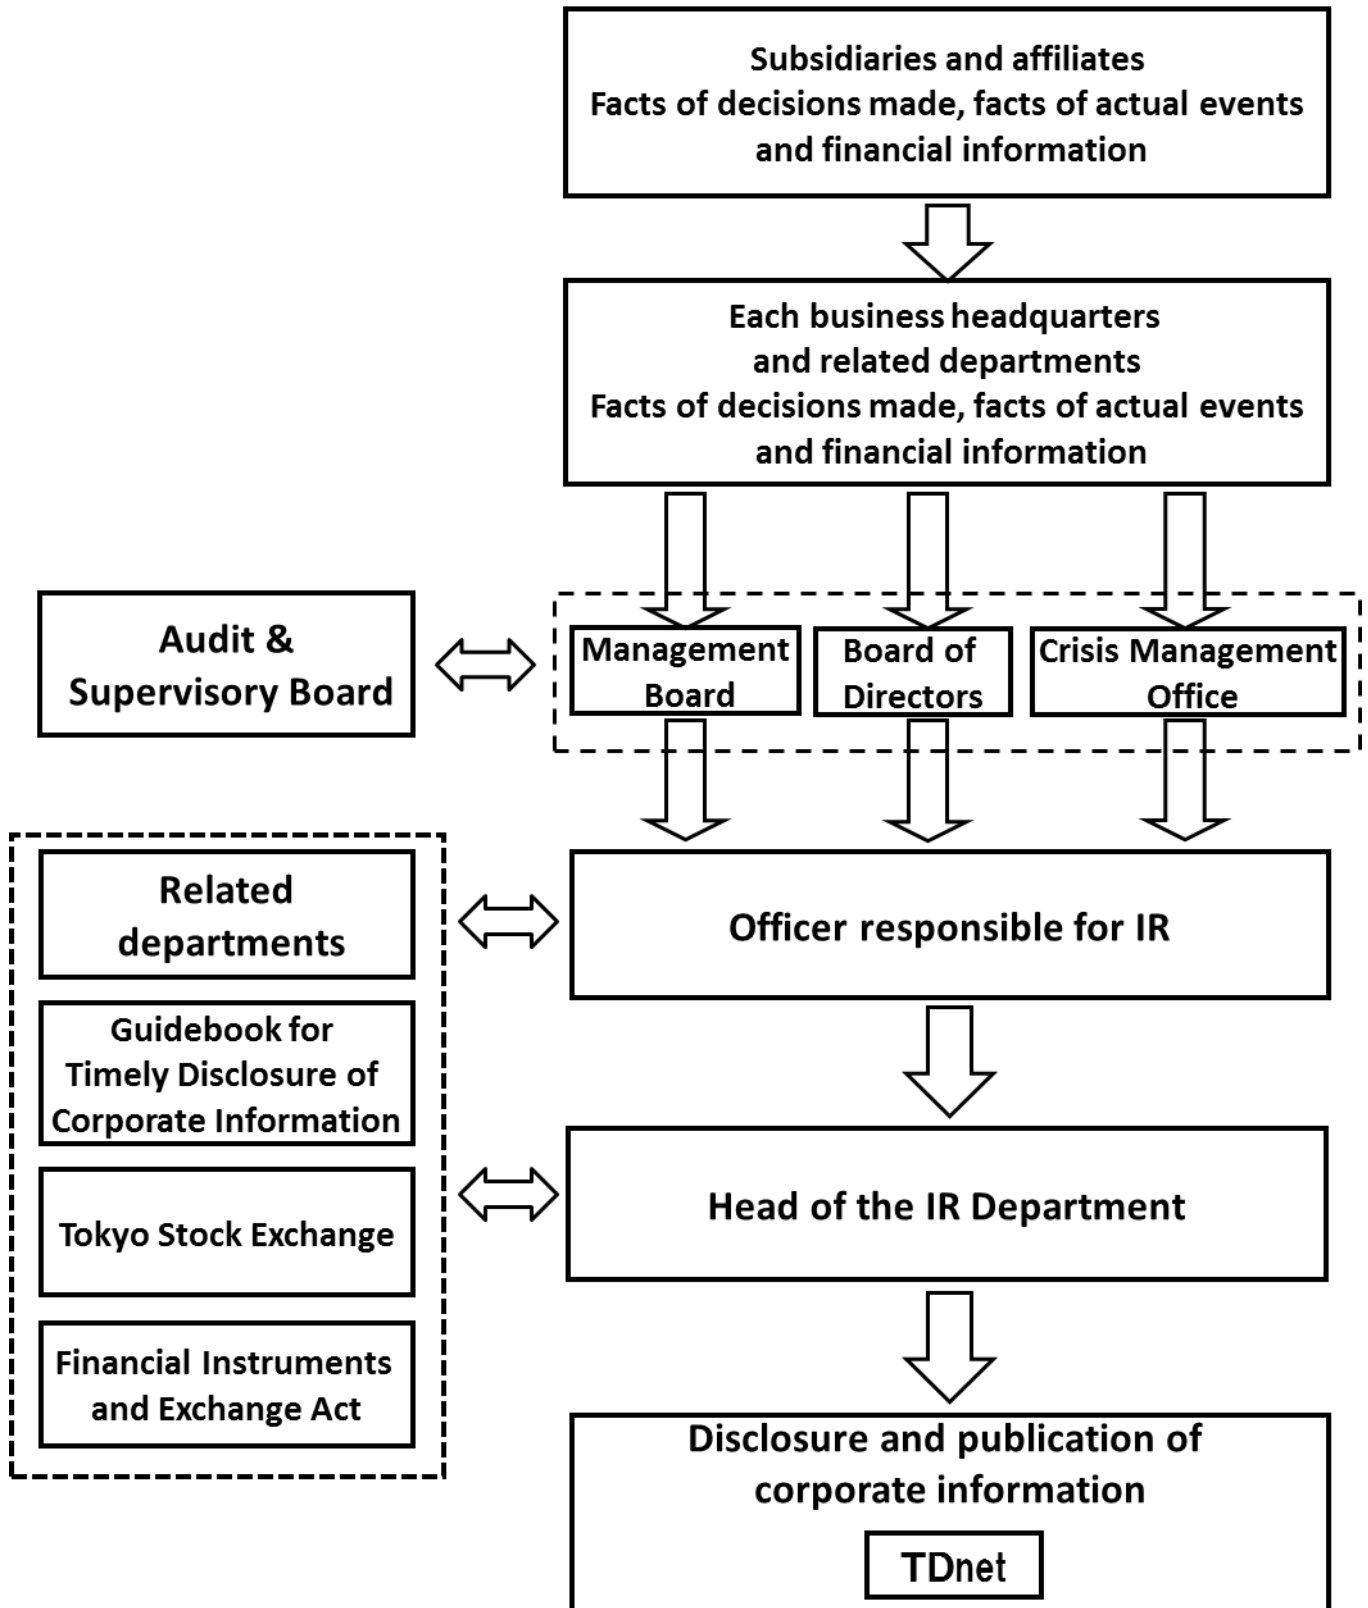 Subsidiaries and affiliates
Facts of decisions made, facts of actual events
and financial information
Each business headquarters
and related departments
Facts of decisions made, facts of actual events
and financial information
Audit &
Supervisory Board
Management
Board
Board of
Directors
Crisis Management
Office
Related
departments
Officer responsible for IR
Guidebook for
Timely Disclosure of
Corporate Information
Tokyo Stock Exchange
Head of the IR Department
Financial Instruments
and Exchange Act
Disclosure and publication of
corporate information
TDnet